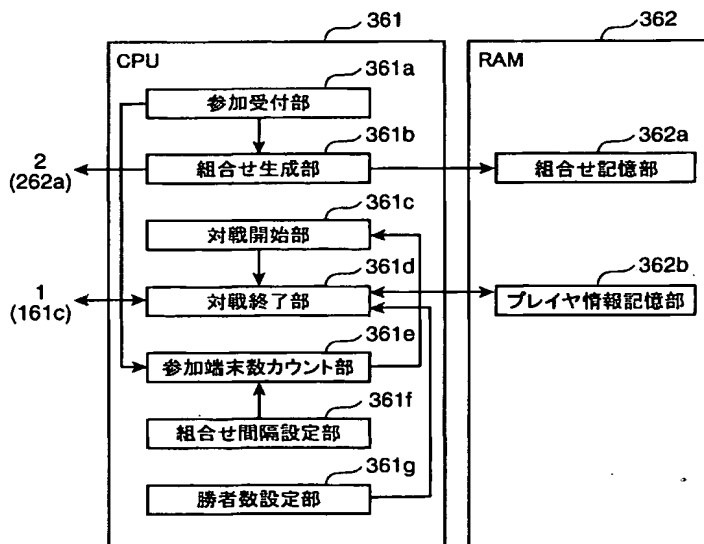 361
362
CPU
RAM
361a
参加受付部
361b
362a
2
(262a)
組合せ生成部
組合せ記憶部
361c
対戦開始部
361d
362b
1
(161c)
対戦終了部
プレイヤ情報記憶部
361e
参加端末数カウント部
361f
組合せ間隔設定部
361g
勝者数設定部